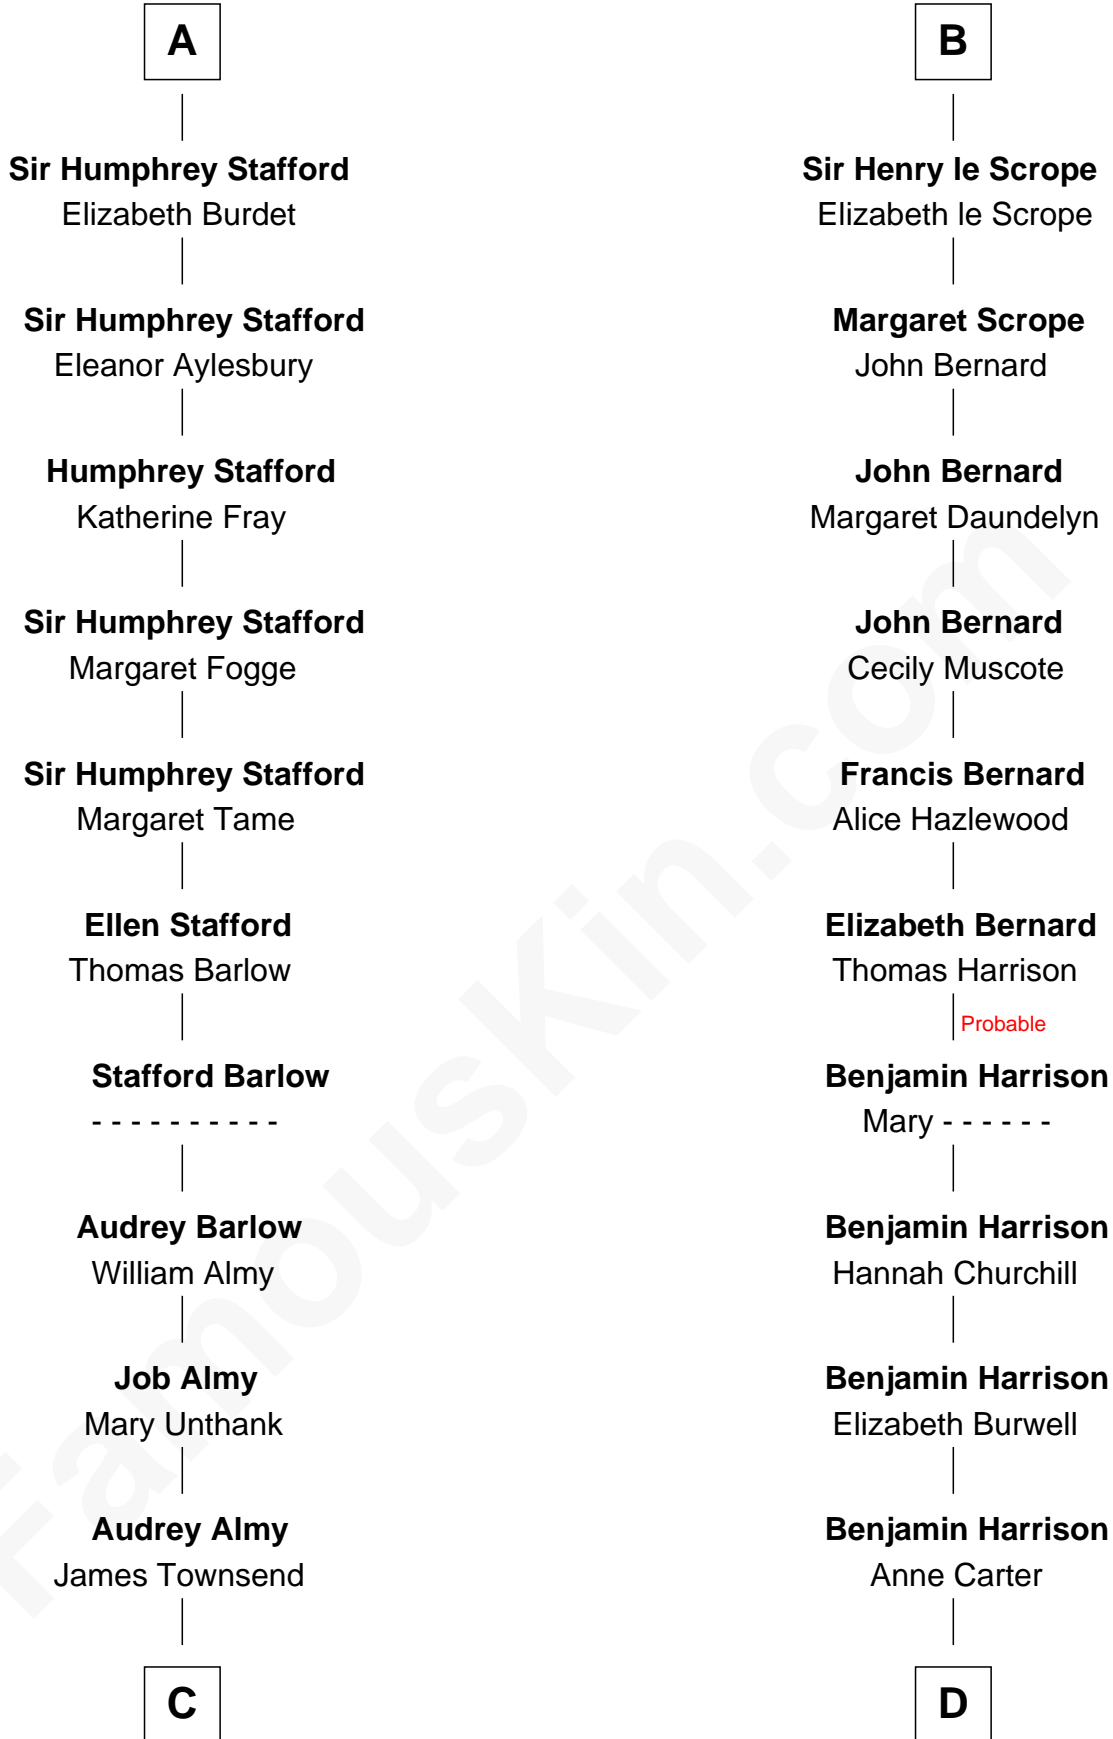 A
Sir Humphrey Stafford
Elizabeth Burdet
Sir Humphrey Stafford
Eleanor Aylesbury
Humphrey Stafford
Katherine Fray
Sir Humphrey Stafford
Margaret Fogge
Sir Humphrey Stafford
Margaret Tame
Ellen Stafford
Thomas Barlow
Stafford Barlow
- - - - - - - - - -
Audrey Barlow
William Almy
Job Almy
Mary Unthank
Audrey Almy
James Townsend
C
B
Sir Henry le Scrope
Elizabeth le Scrope
Margaret Scrope
John Bernard
John Bernard
Margaret Daundelyn
John Bernard
Cecily Muscote
Francis Bernard
Alice Hazlewood
Elizabeth Bernard
Thomas Harrison
Probable
Benjamin Harrison
Mary - - - - - -
Benjamin Harrison
Hannah Churchill
Benjamin Harrison
Elizabeth Burwell
Benjamin Harrison
Anne Carter
D
FamousKin.com